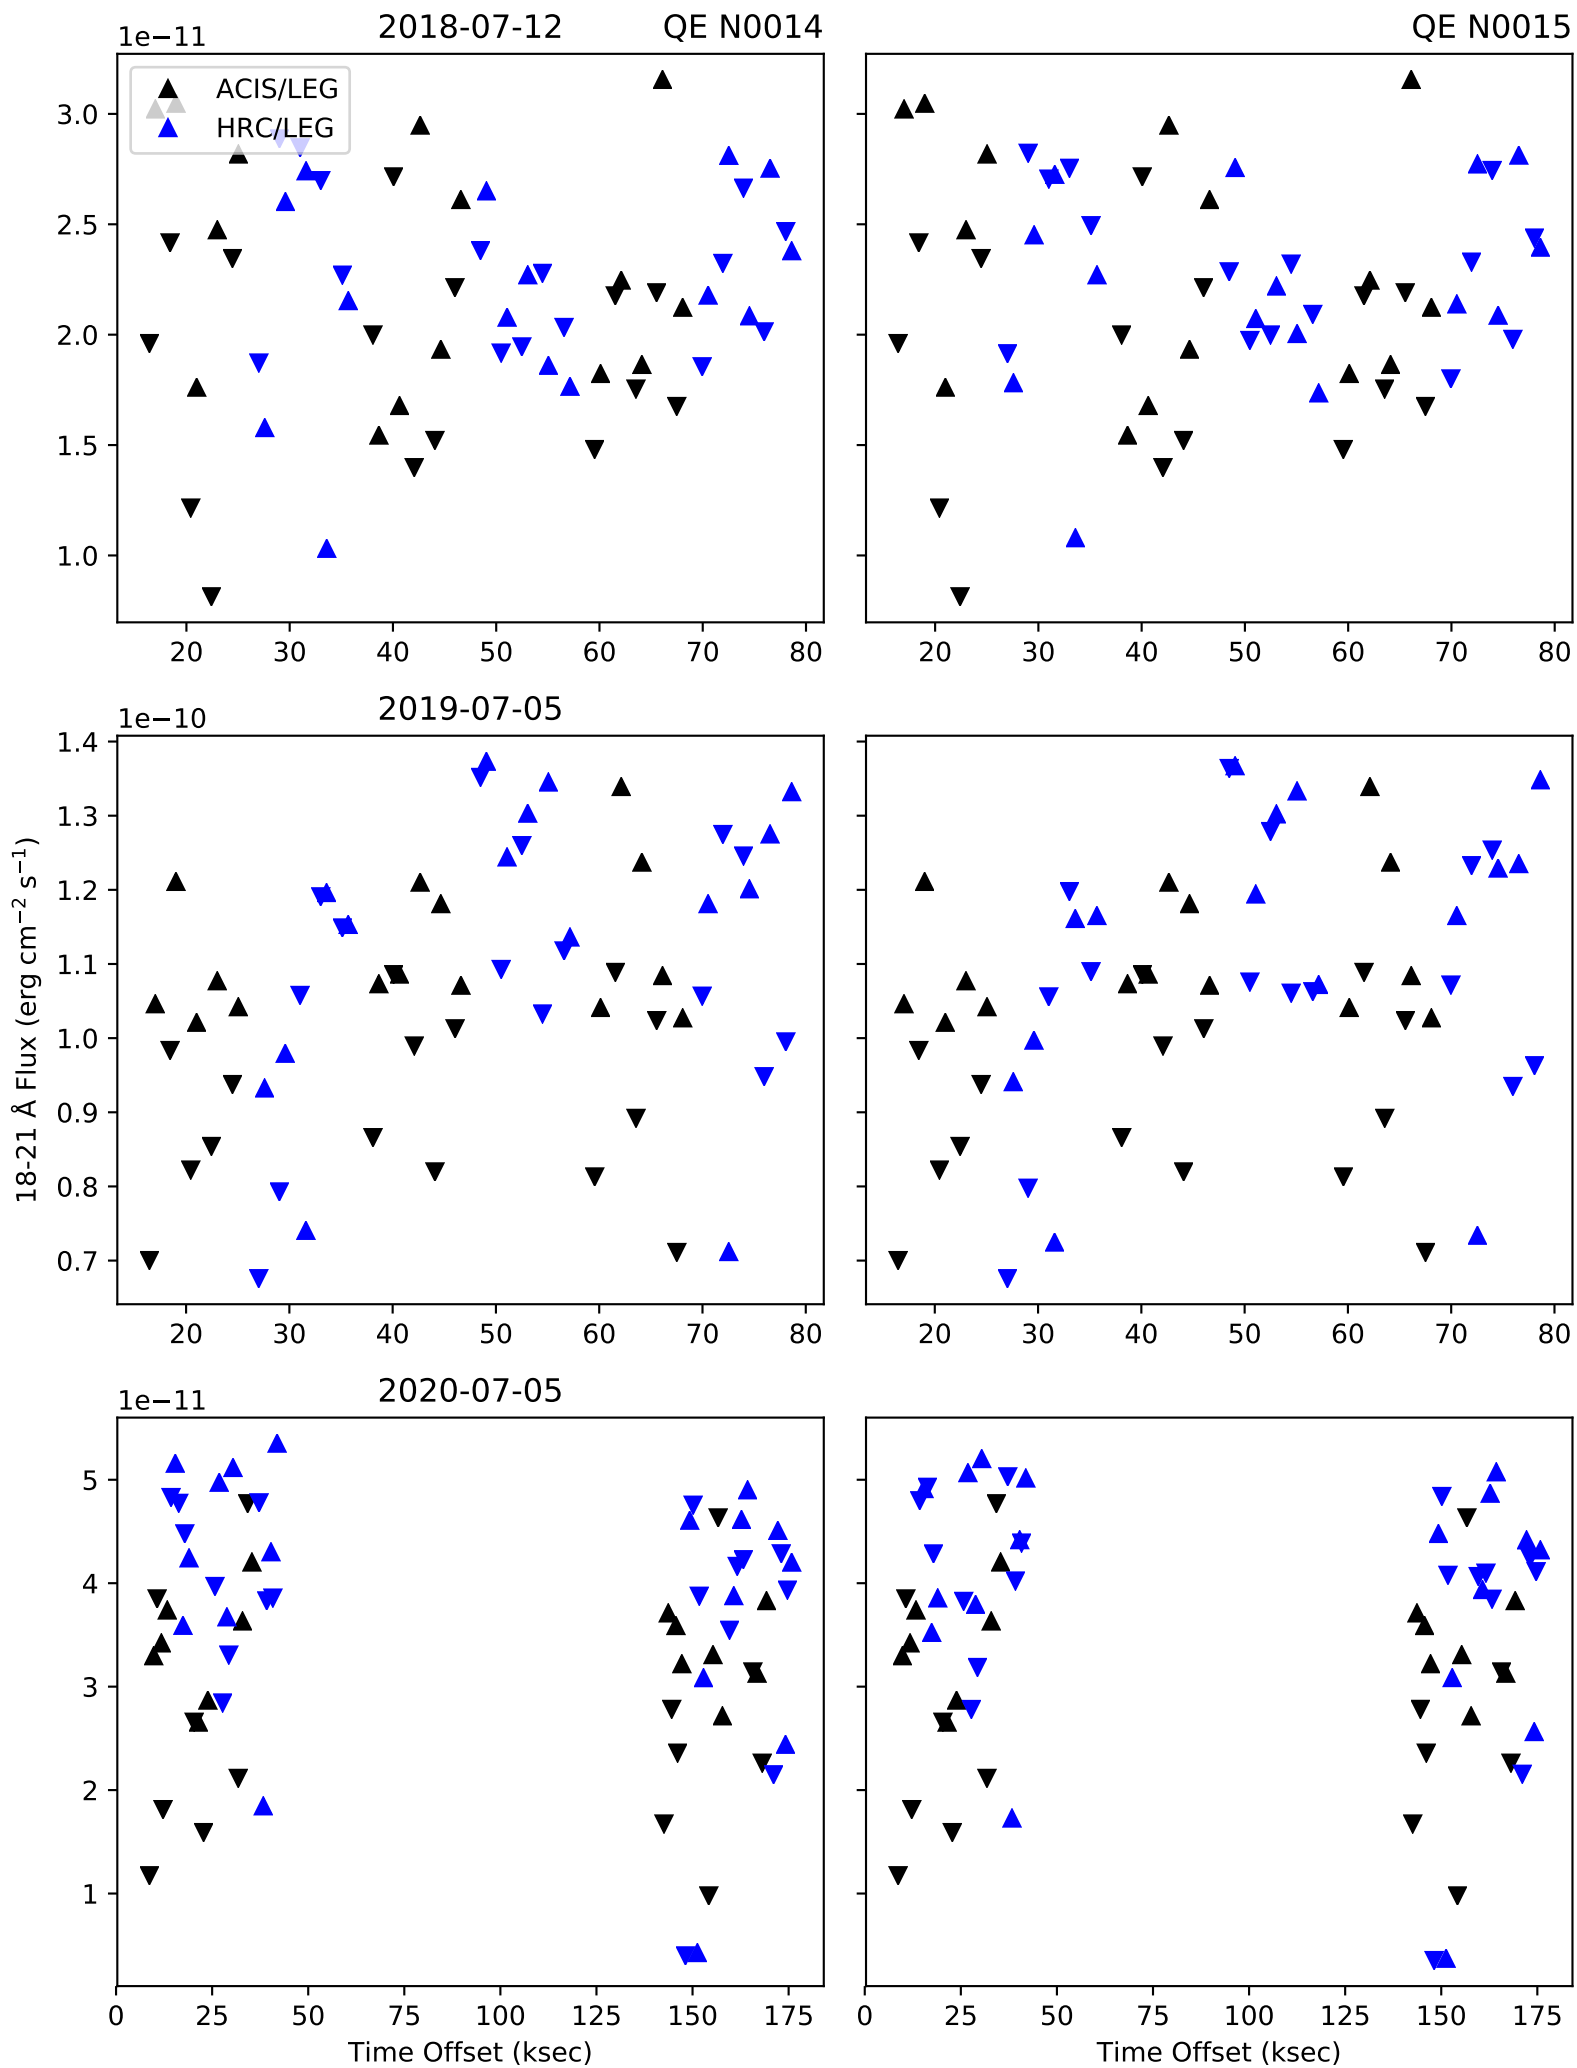 2018-07-12 QE N0014 QE N0015
1e−11
ACIS/LEG
HRC/LEG
3.0
2.5
2.0
1.5
1.0
20 30 40 50 60 70 80 20 30 40 50 60 70 80
2019-07-05
1e−10
1.4
1.3
1.2
1.1
1.0
0.9
0.8
0.7
18-21 Å Flux (erg cm⁻² s⁻¹)
20 30 40 50 60 70 80 20 30 40 50 60 70 80
2020-07-05
1e−11
5
4
3
2
1
0 25 50 75 100 125 150 175 0 25 50 75 100 125 150 175
Time Offset (ksec) Time Offset (ksec)